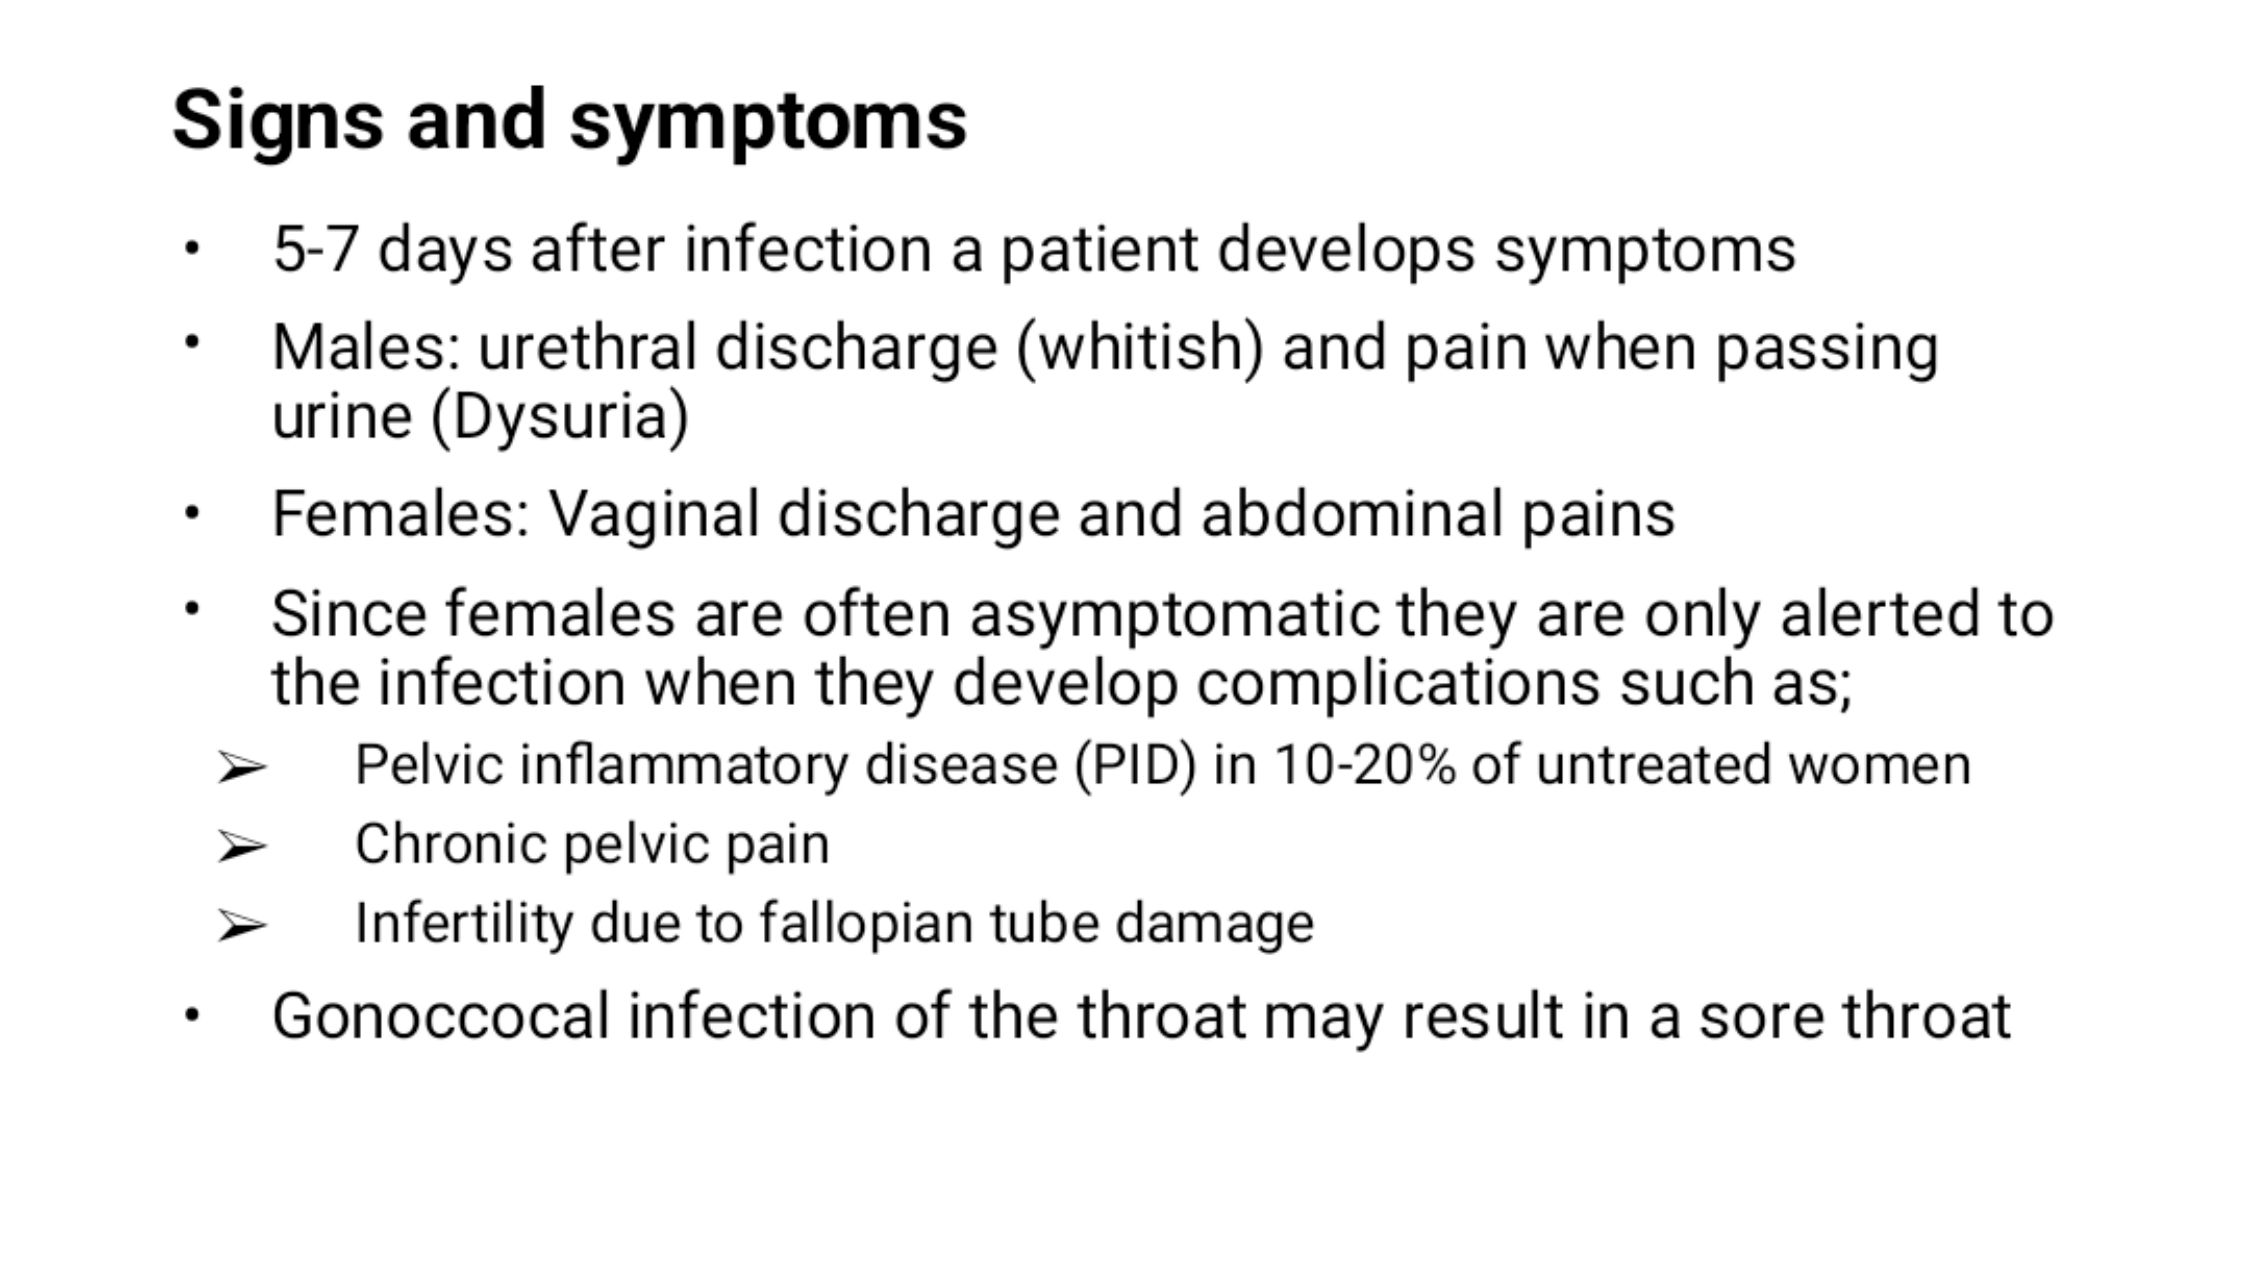 Signs and symptoms
• 5-7 days after infection a patient develops symptoms
• Males: urethral discharge (whitish) and pain when passing
urine (Dysuria)
• Females: Vaginal discharge and abdominal pains
• Since females are often asymptomatic they are only alerted to
the infection when they develop complications such as;
➢ Pelvic inflammatory disease (PID) in 10-20% of untreated women
➢ Chronic pelvic pain
➢ Infertility due to fallopian tube damage
• Gonoccocal infection of the throat may result in a sore throat